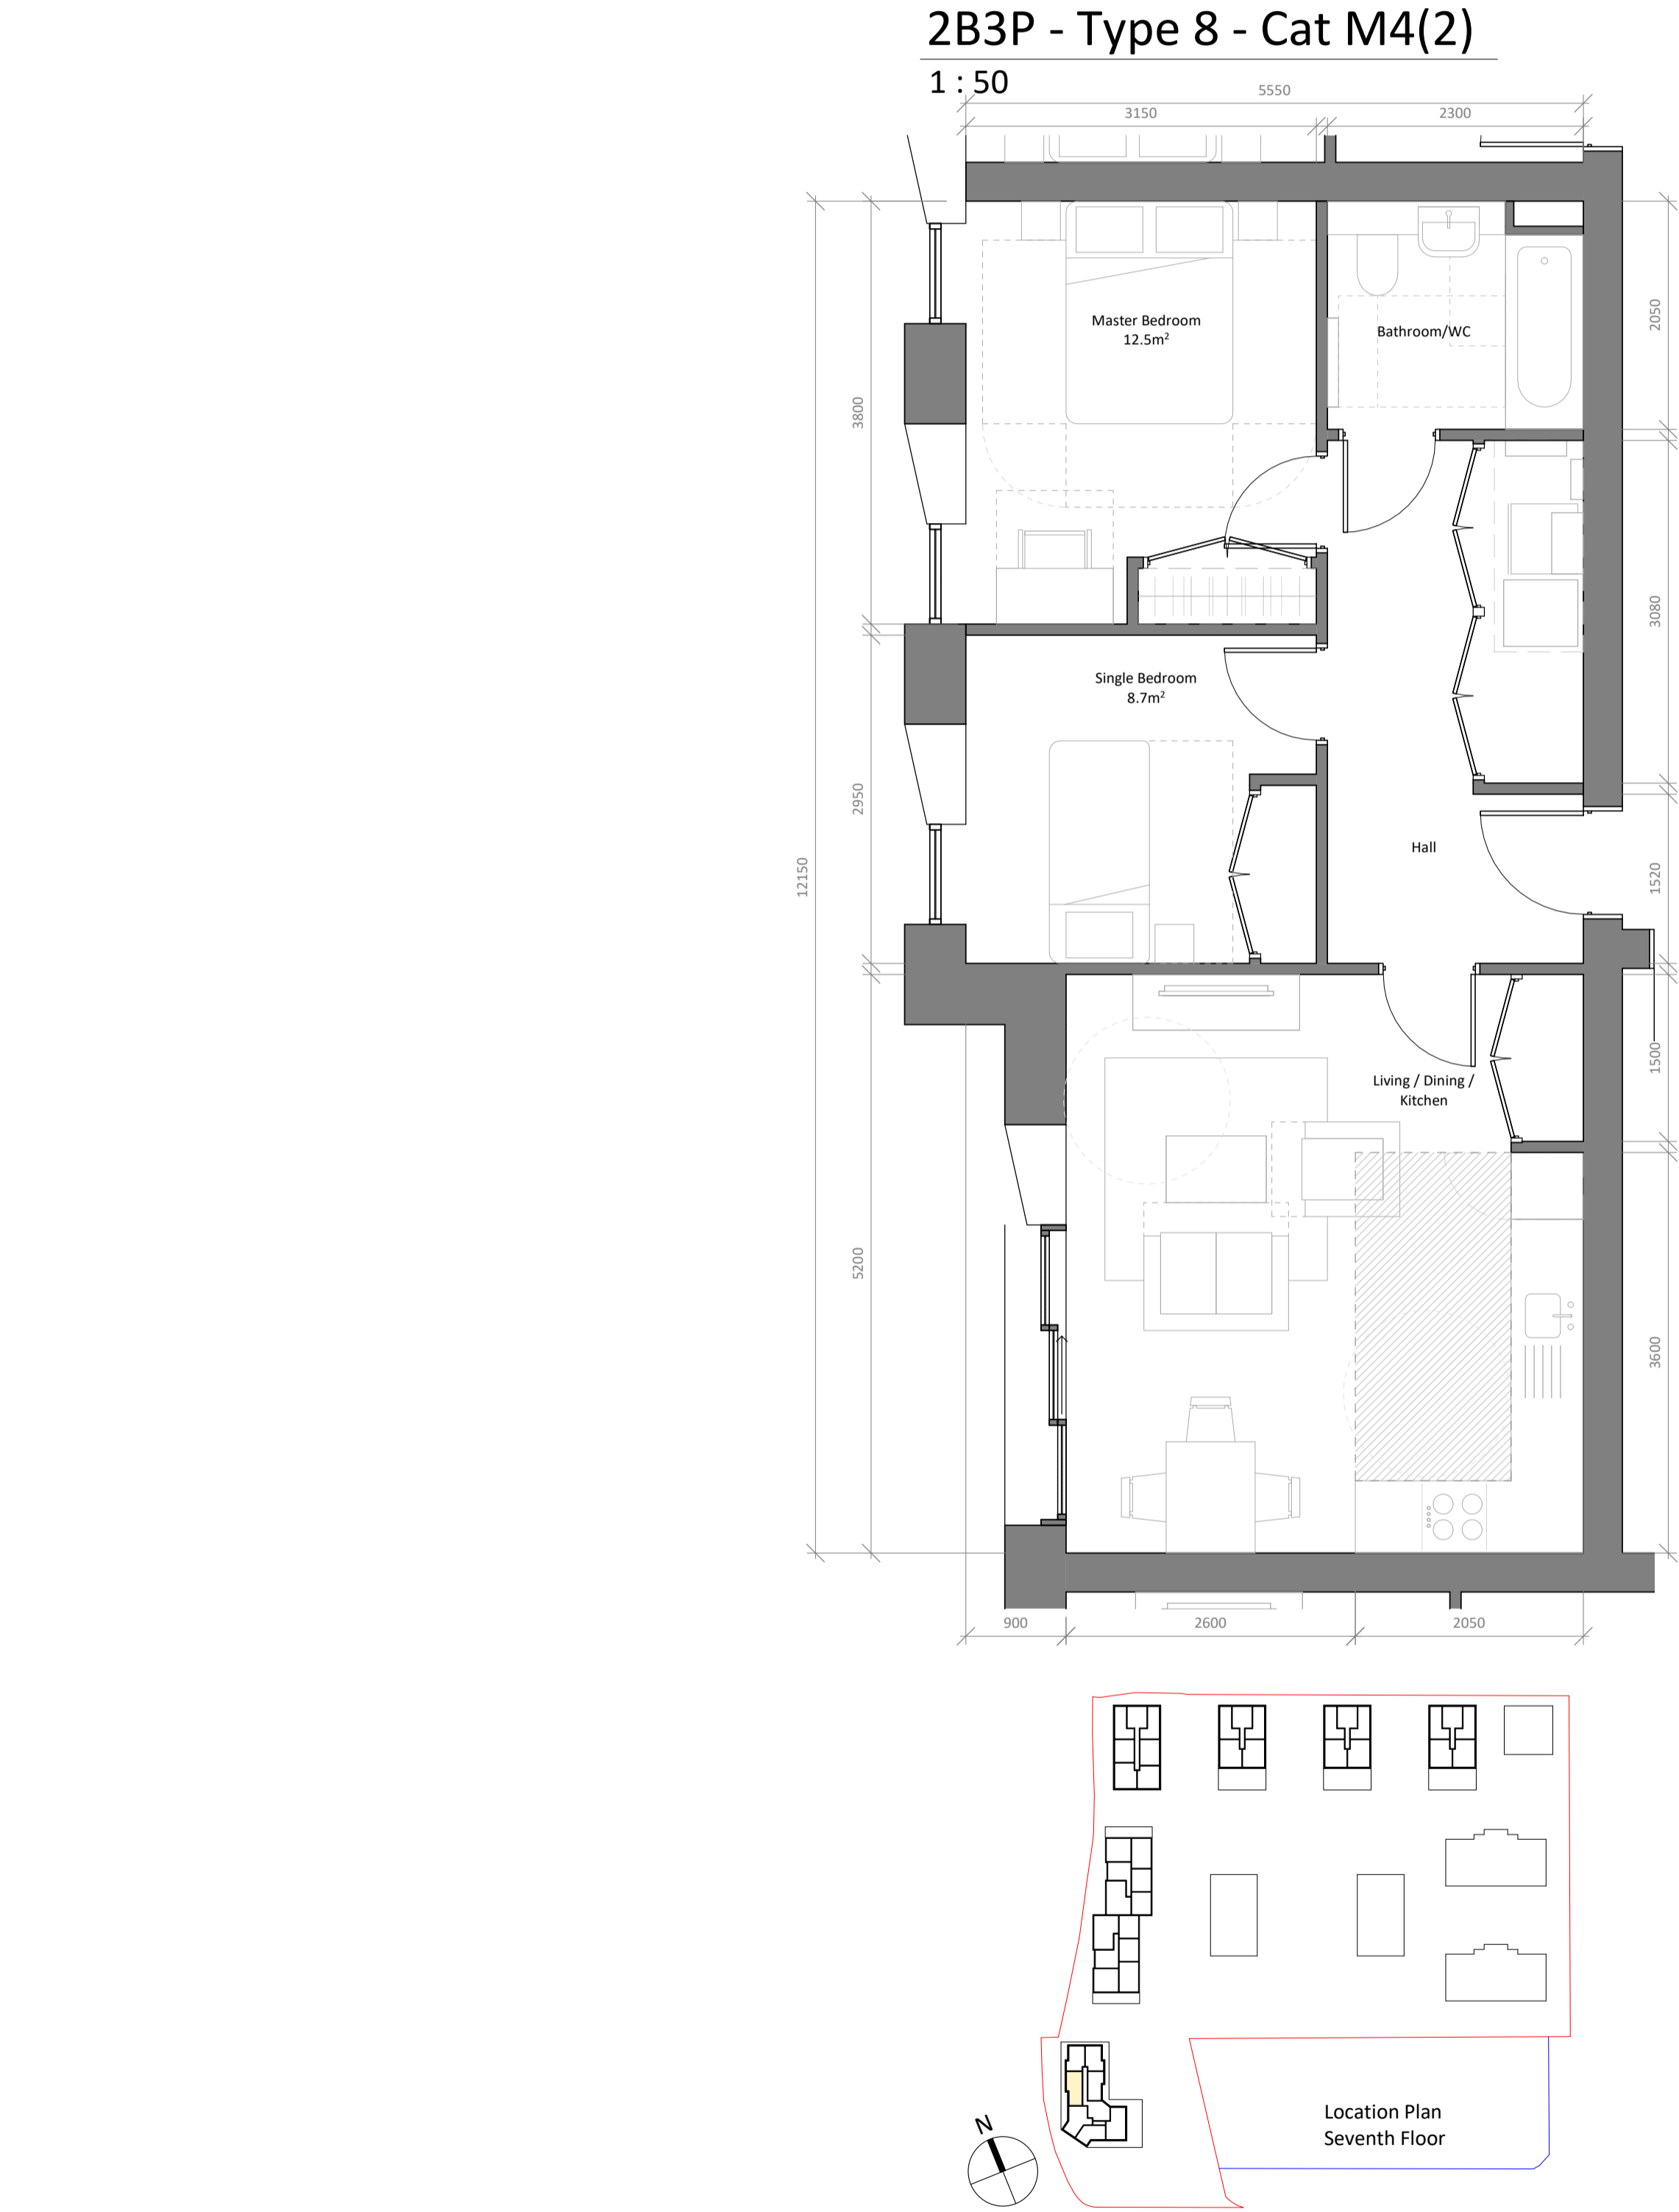 2B3P - Type 8 - Cat M4(2)
1 : 50
5550
3150
2300
Master Bedroom
12.5m²
Bathroom/WC
2050
3800
3080
Single Bedroom
8.7m²
2950
12150
Hall
1520
1500
Living / Dining /
Kitchen
5200
3600
900
2600
2050
N
Location Plan
Seventh Floor